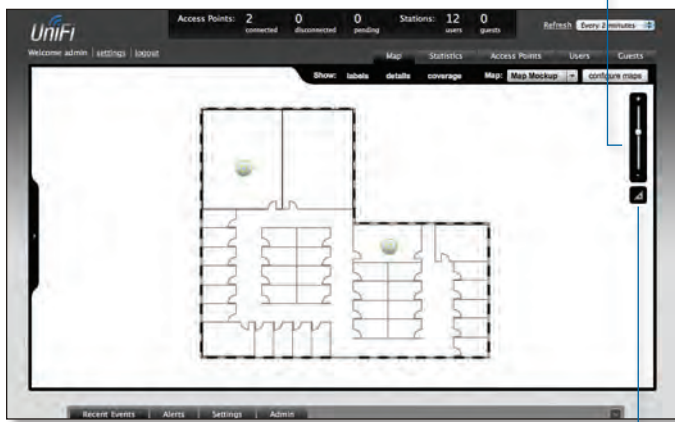 UniFi
Access Points: 2 connected 0 disconnected 0 pending Stations: 12 users 0 guests
Refresh Every 2 minutes
Welcome admin | settings | logout
Map Statistics Access Points Users Guests
Show: labels details coverage Map: Map Mockup configure maps
Recent Events Alerts Settings Admin